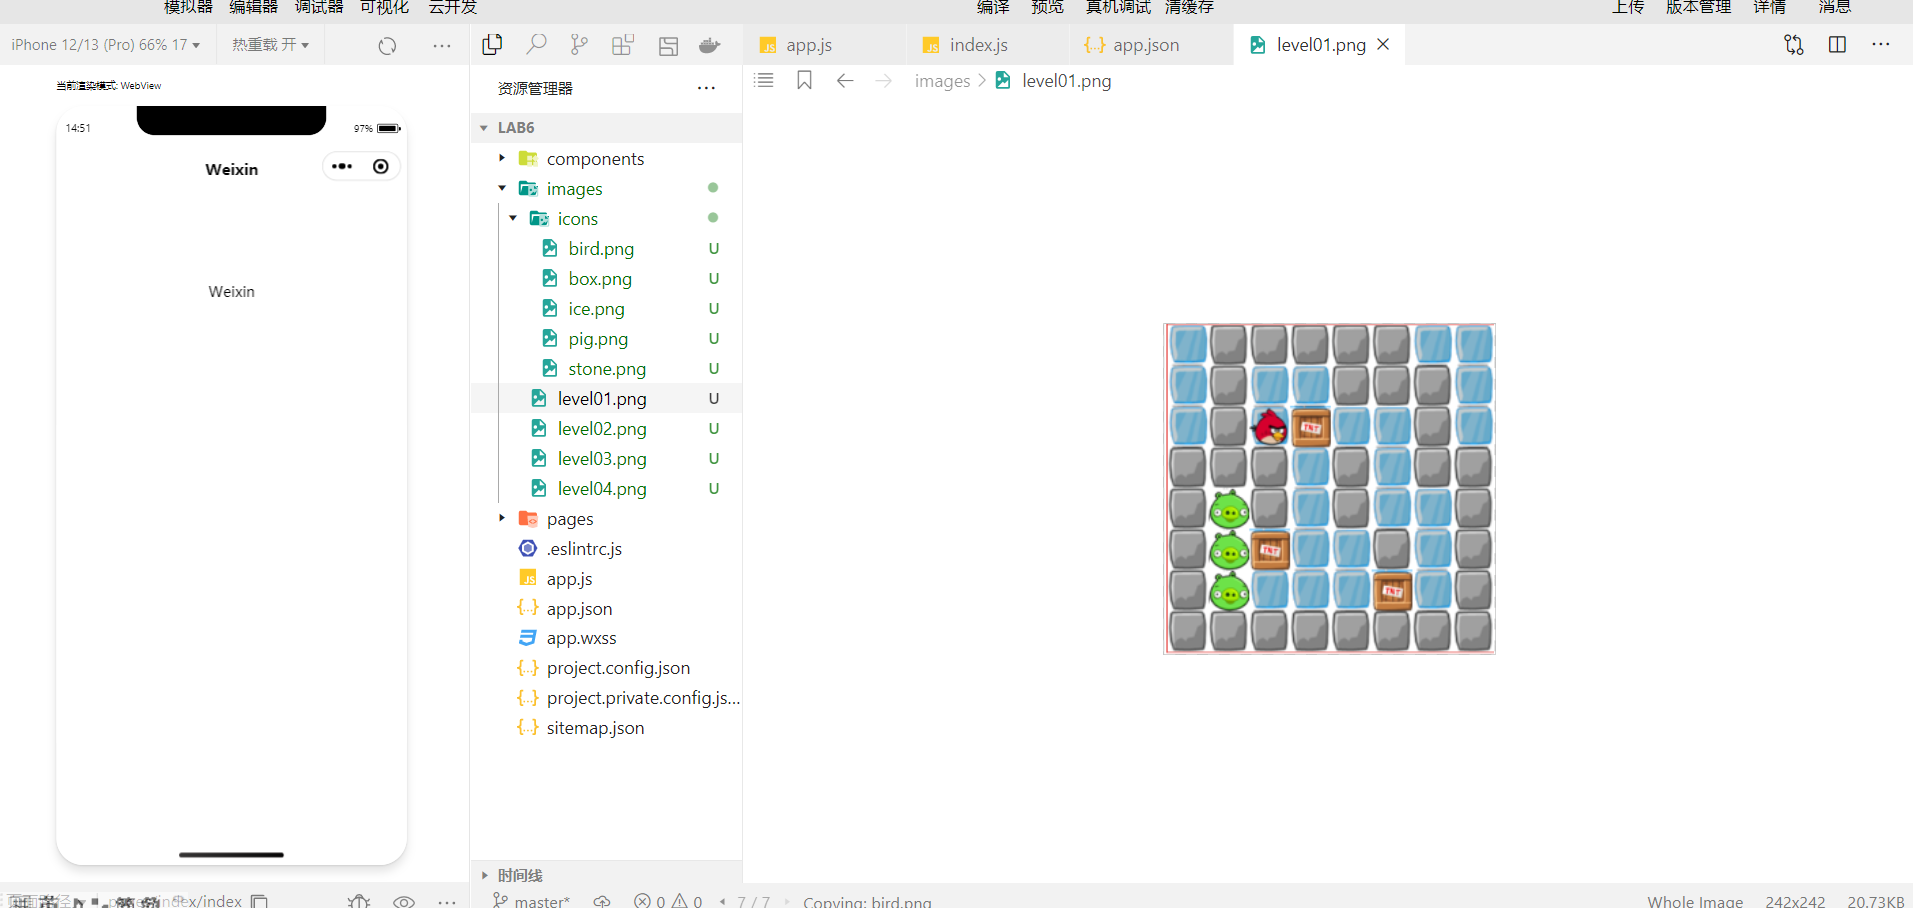 模拟器 编辑器 调试器 可视化 云开发 编译 预览 真机调试 清缓存 上传 版本管理 详情 消息
iPhone 12/13 (Pro) 66% 17 热重载 开
当前渲染模式: WebView
14:51 97%
Weixin
Weixin
资源管理器
LAB6
components
images
icons
bird.png U
box.png U
ice.png U
pig.png U
stone.png U
level01.png U
level02.png U
level03.png U
level04.png U
pages
.eslintrc.js
JS app.js
{..} app.json
app.wxss
{..} project.config.json
{..} project.private.config.js...
{..} sitemap.json
时间线
JS app.js JS index.js {..} app.json level01.png
images level01.png
TNT
TNT
TNT
index/index
master* 0 0 7 / 7 Copying: bird.png Whole Image 242x242 20.73KB